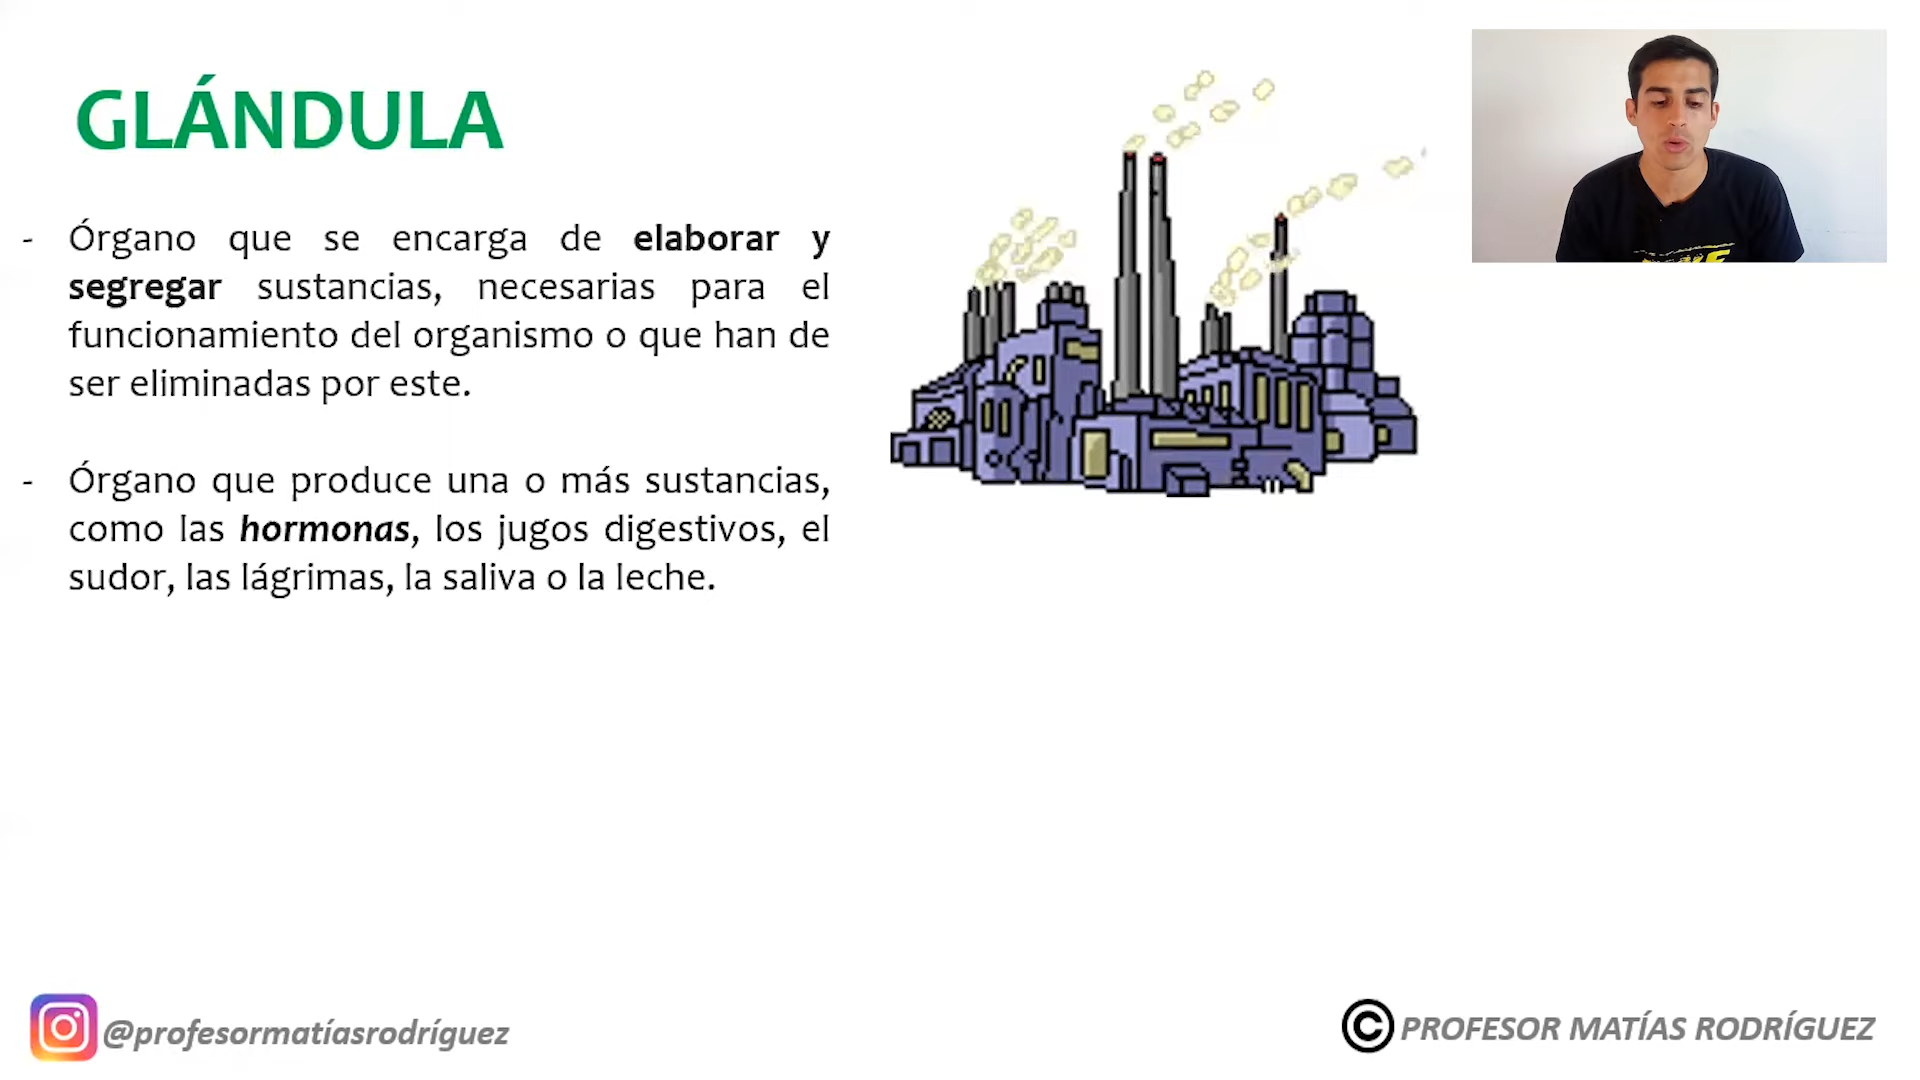 GLÁNDULA
- Órgano que se encarga de elaborar y
segregar sustancias, necesarias para el
funcionamiento del organismo o que han de
ser eliminadas por este.
- Órgano que produce una o más sustancias,
como las hormonas, los jugos digestivos, el
sudor, las lágrimas, la saliva o la leche.
@profesormatíasrodríguez
© PROFESOR MATÍAS RODRÍGUEZ